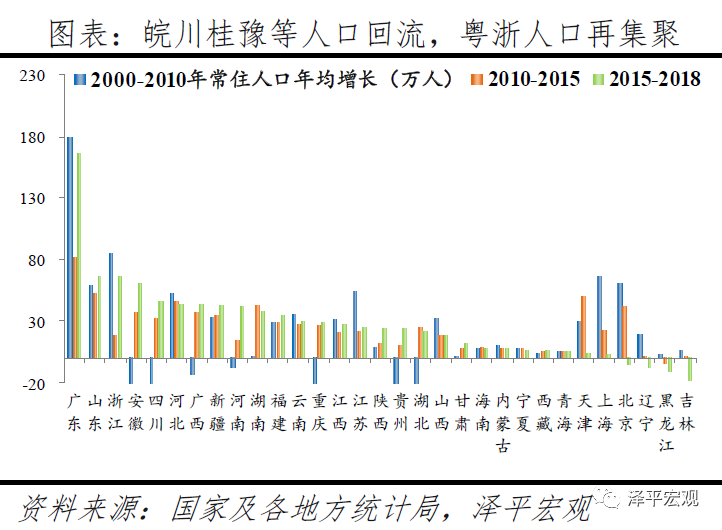 图表：皖川桂豫等人口回流，粤浙人口再集聚
230
2000-2010年常住人口年均增长（万人） 2010-2015 2015-2018
180
130
80
30
-20
广东 山东 浙江 安徽 四川 河北 广西 新疆 河南 湖南 福建 云南 重庆 江西 江苏 陕西 贵州 湖北 山西 甘肃 海南 内蒙古 宁夏 西藏 青海 天津 上海 北京 辽宁 黑龙江 吉林
泽平宏观
资料来源：国家及各地方统计局，泽平宏观